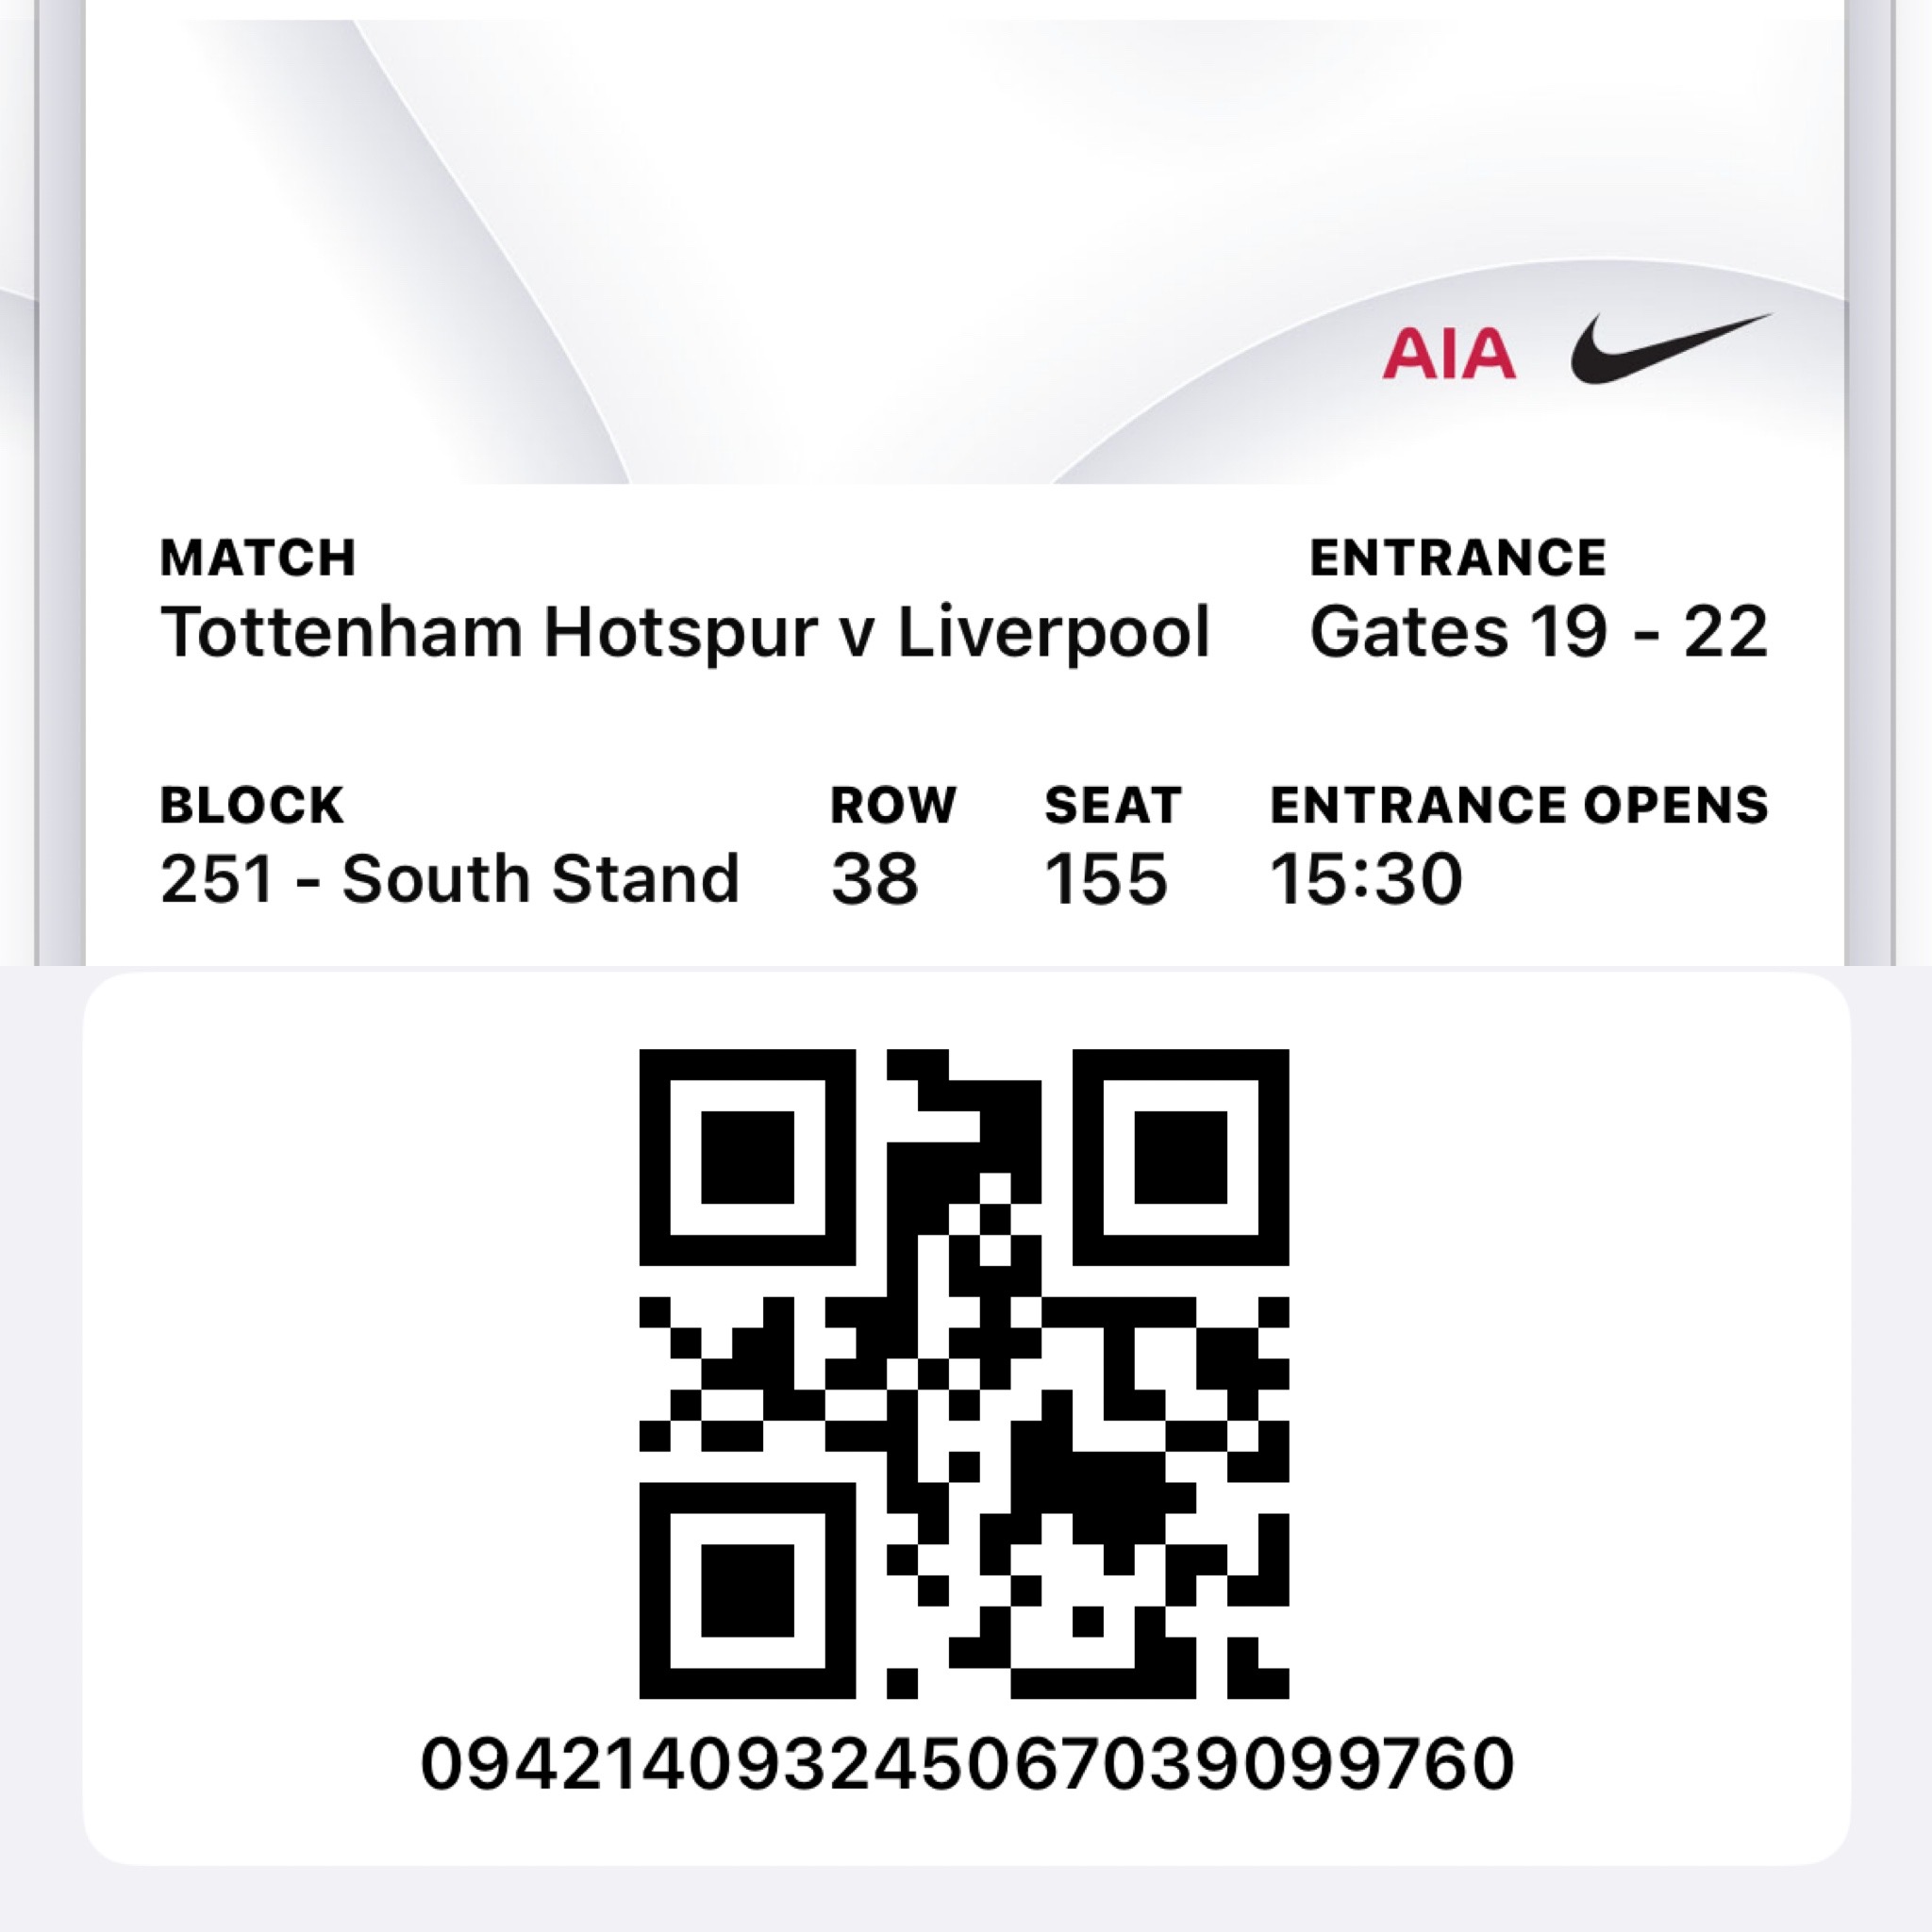 AIA
MATCH ENTRANCE
Tottenham Hotspur v Liverpool Gates 19 - 22
BLOCK ROW SEAT ENTRANCE OPENS
251 - South Stand 38 155 15:30
094214093245067039099760